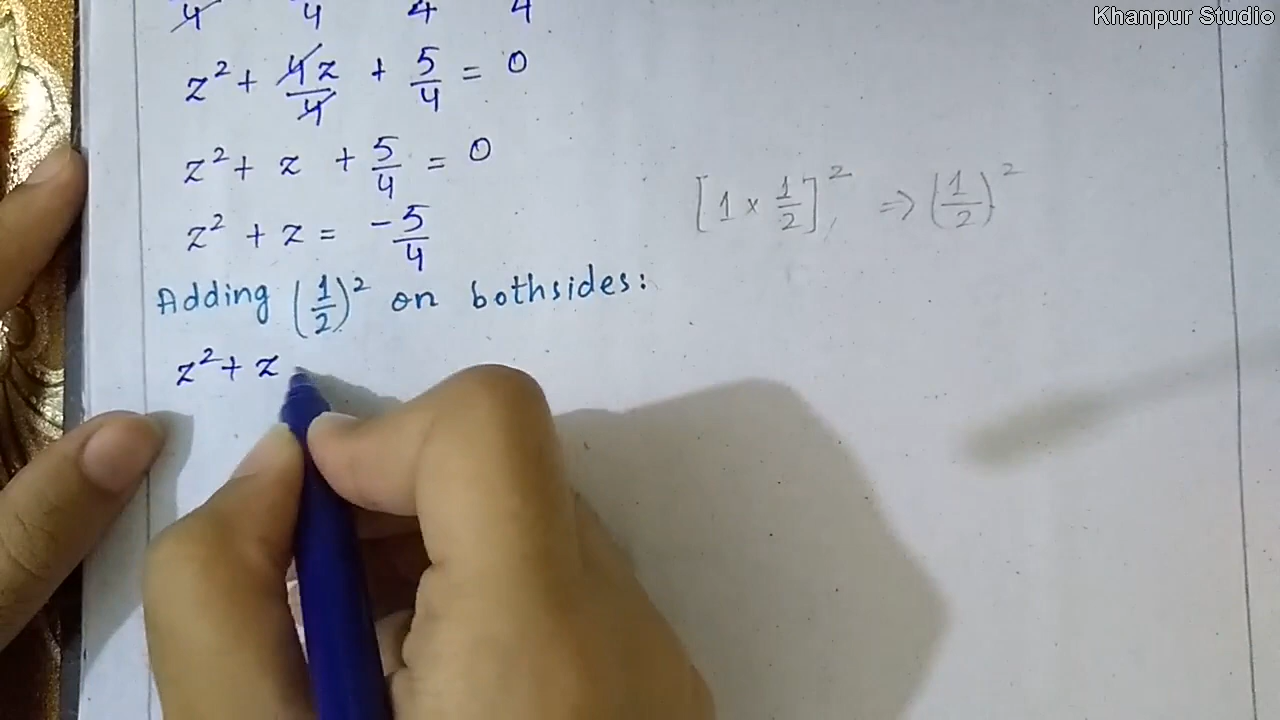 Khanpur Studio
4 4 4 4
z² + 4z/4 + 5/4 = 0
z² + z + 5/4 = 0
z² + z = -5/4
[1 × 1/2]² ⇒ (1/2)²
Adding (1/2)² on bothsides:
z² + z